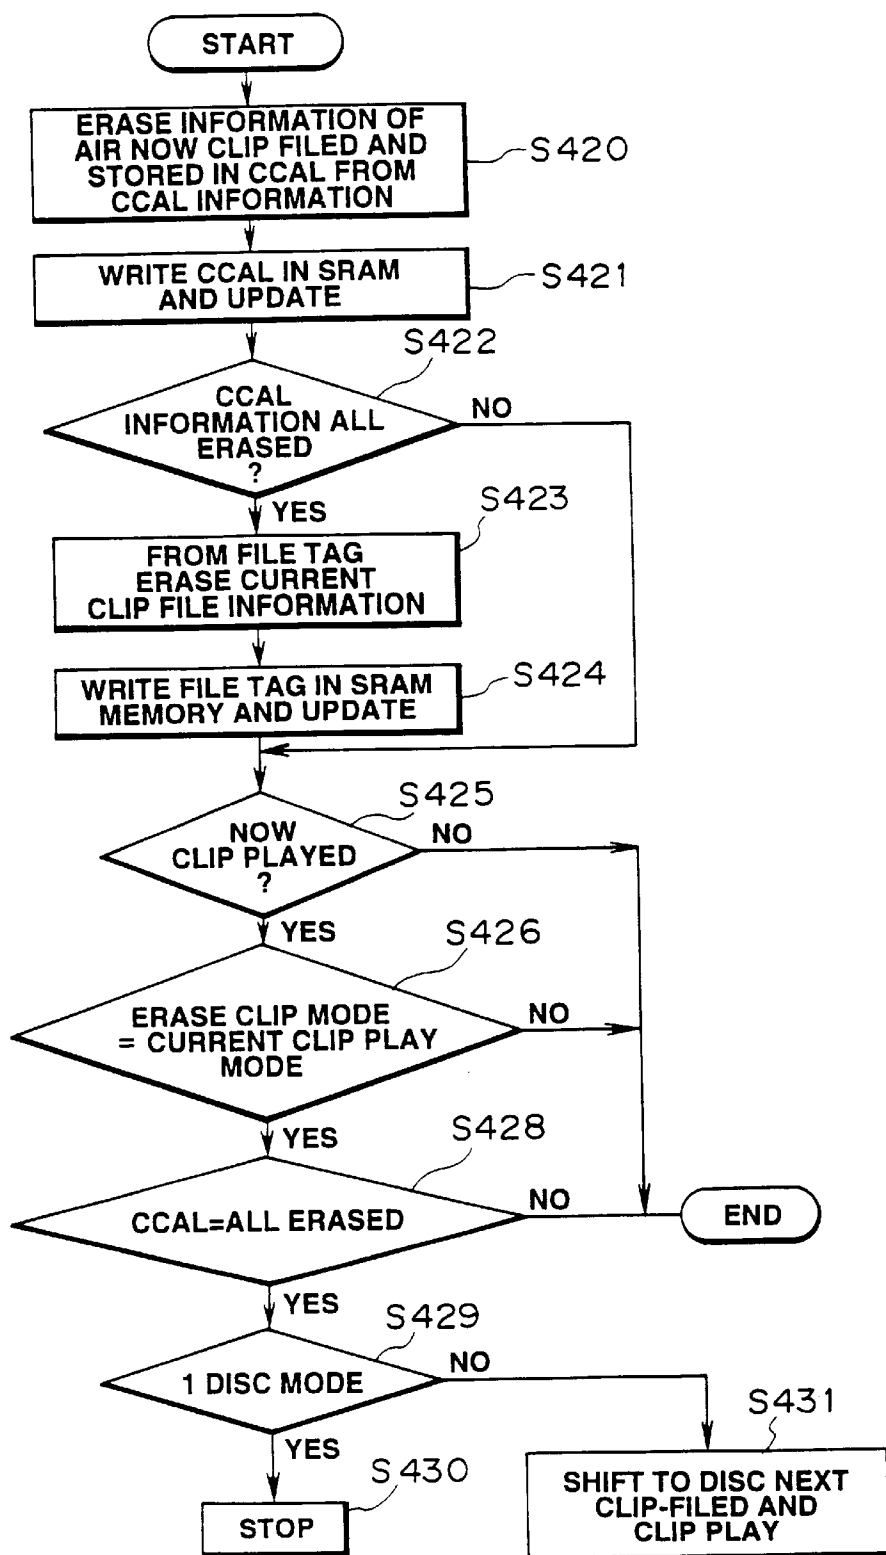 START
ERASE INFORMATION OF
AIR NOW CLIP FILED AND
STORED IN CCAL FROM
CCAL INFORMATION
S420
WRITE CCAL IN SRAM
AND UPDATE
S421
S422
CCAL
INFORMATION ALL
ERASED
?
NO
YES
S423
FROM FILE TAG
ERASE CURRENT
CLIP FILE INFORMATION
WRITE FILE TAG IN SRAM
MEMORY AND UPDATE
S424
S425
NOW
CLIP PLAYED
?
NO
YES
S426
ERASE CLIP MODE
= CURRENT CLIP PLAY
MODE
NO
YES
S428
CCAL=ALL ERASED
NO
END
YES
S429
1 DISC MODE
NO
YES
S430
STOP
S431
SHIFT TO DISC NEXT
CLIP-FILED AND
CLIP PLAY